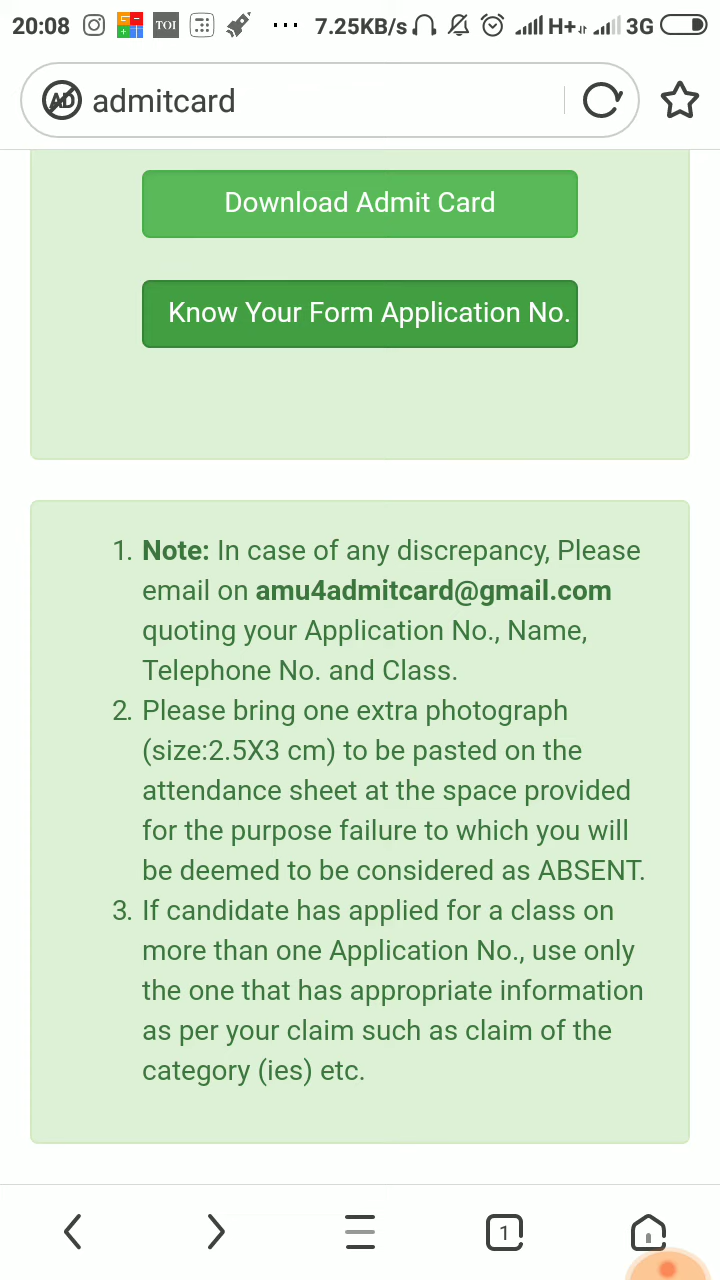 20:08 TOI ... 7.25KB/s H+ 3G
AD admitcard
Download Admit Card
Know Your Form Application No.
1. Note: In case of any discrepancy, Please
email on amu4admitcard@gmail.com
quoting your Application No., Name,
Telephone No. and Class.
2. Please bring one extra photograph
(size:2.5X3 cm) to be pasted on the
attendance sheet at the space provided
for the purpose failure to which you will
be deemed to be considered as ABSENT.
3. If candidate has applied for a class on
more than one Application No., use only
the one that has appropriate information
as per your claim such as claim of the
category (ies) etc.
1